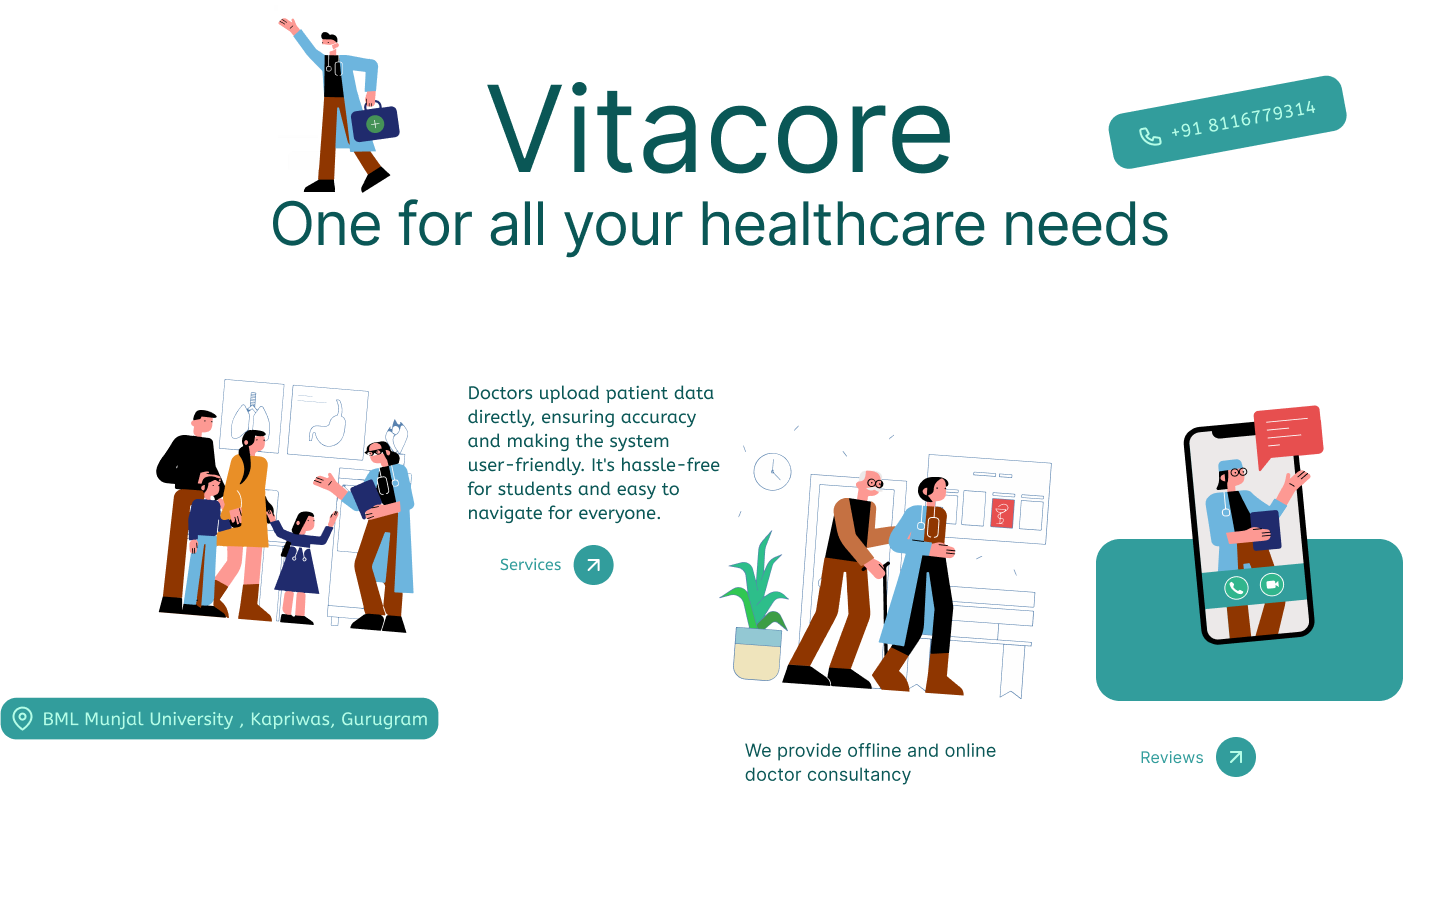 Vitacore
+91 8116779314
One for all your healthcare needs
Doctors upload patient data
directly, ensuring accuracy
and making the system
user-friendly. It's hassle-free
for students and easy to
navigate for everyone.
Services
BML Munjal University , Kapriwas, Gurugram
We provide offline and online
doctor consultancy
Reviews